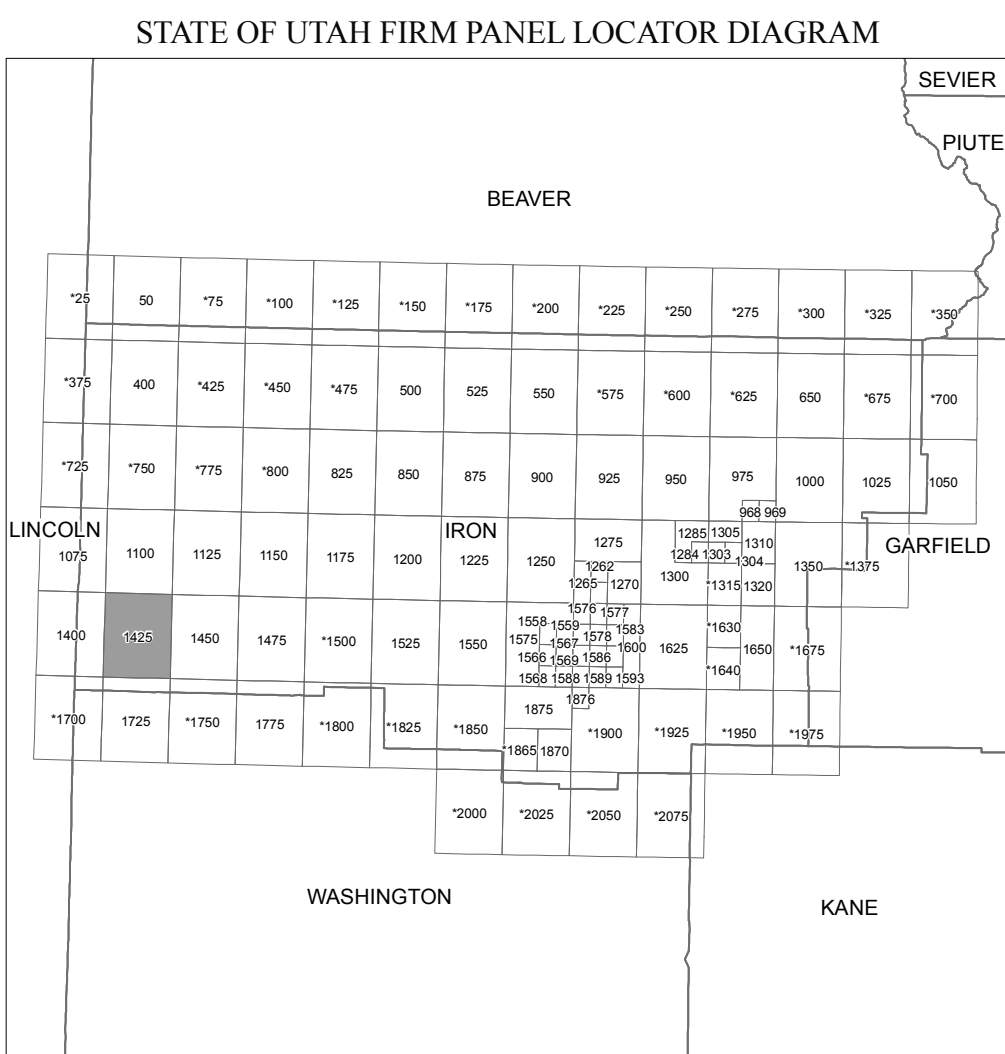 STATE OF UTAH FIRM PANEL LOCATOR DIAGRAM
SEVIER
PIUTE
BEAVER
*25 50 *75 *100 *125 *150 *175 *200 *225 *250 *275 *300 *325 *350
*375 400 *425 *450 *475 500 525 550 *575 *600 *625 650 *675 *700
*725 *750 *775 *800 825 850 875 900 925 950 975 1000 1025 1050
968 969
LINCOLN IRON GARFIELD
1075 1100 1125 1150 1175 1200 1225 1250 1275 1285 1305 1310
1284 1303 1304 1350 *1375
1262 1300
1265 1270 *1315 1320
1576 1577
1400 1425 1450 1475 *1500 1525 1550 1558 1559 1583 *1630
1575 1567 1578 1600 1625 1650 *1675
1566 1569 1586 *1640
1568 1588 1589 1593
*1700 1725 *1750 1775 *1800 *1825 *1850 1875 1876 *1900 *1925 *1950 *1975
*1865 1870
*2000 *2025 *2050 *2075
WASHINGTON
KANE